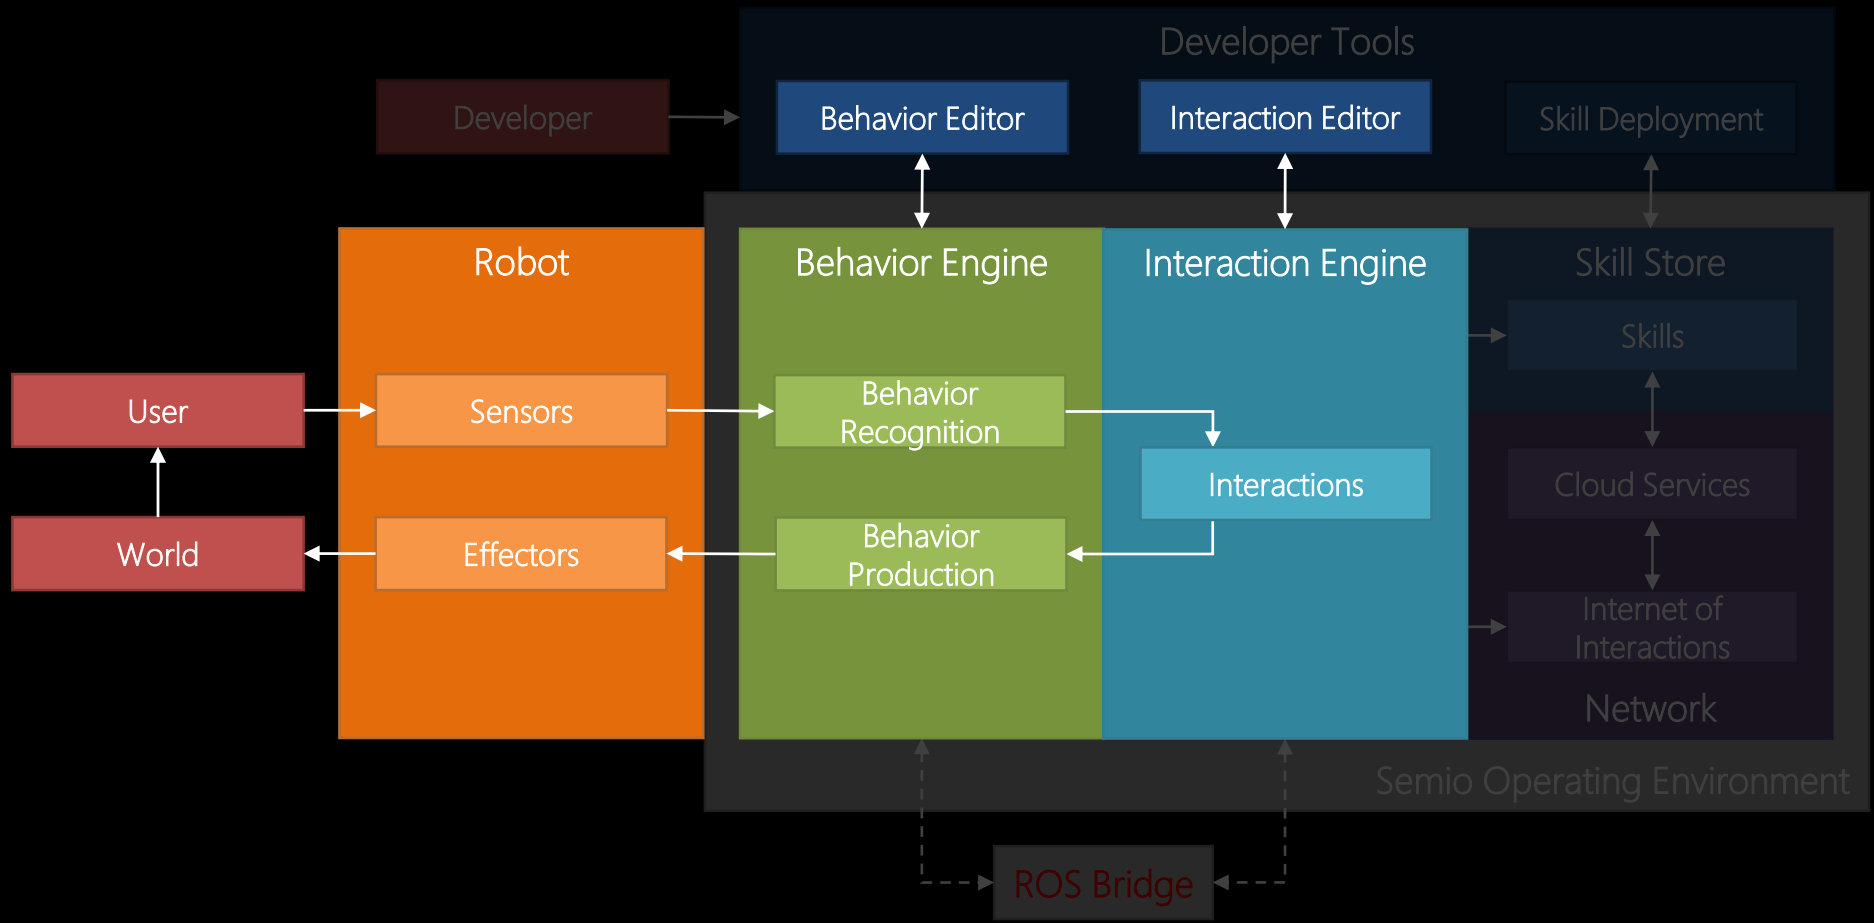 Developer Tools
Developer
Behavior Editor
Interaction Editor
Skill Deployment
Robot
Behavior Engine
Interaction Engine
Skill Store
Skills
User
Sensors
Behavior
Recognition
Interactions
Cloud Services
World
Effectors
Behavior
Production
Internet of
Interactions
Network
Semio Operating Environment
ROS Bridge